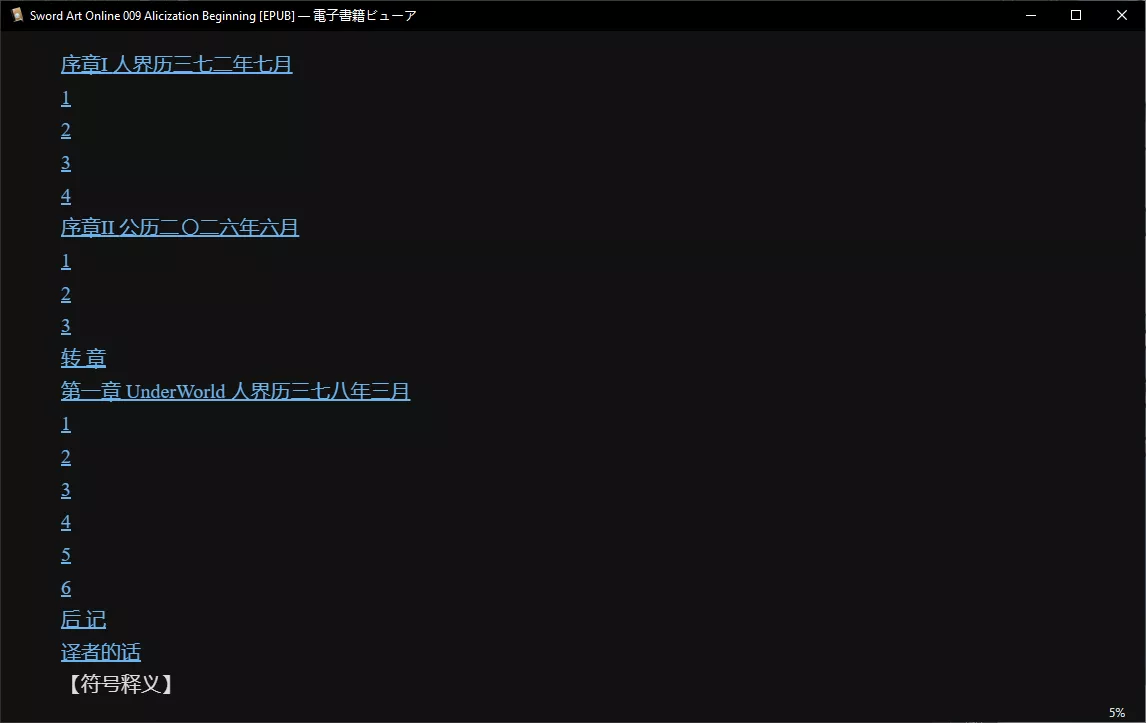 Sword Art Online 009 Alicization Beginning [EPUB] — 電子書籍ビューア
序章I 人界历三七二年七月
1
2
3
4
序章II 公历二〇二六年六月
1
2
3
转 章
第一章 UnderWorld 人界历三七八年三月
1
2
3
4
5
6
后 记
译者的话
【符号释义】
5%